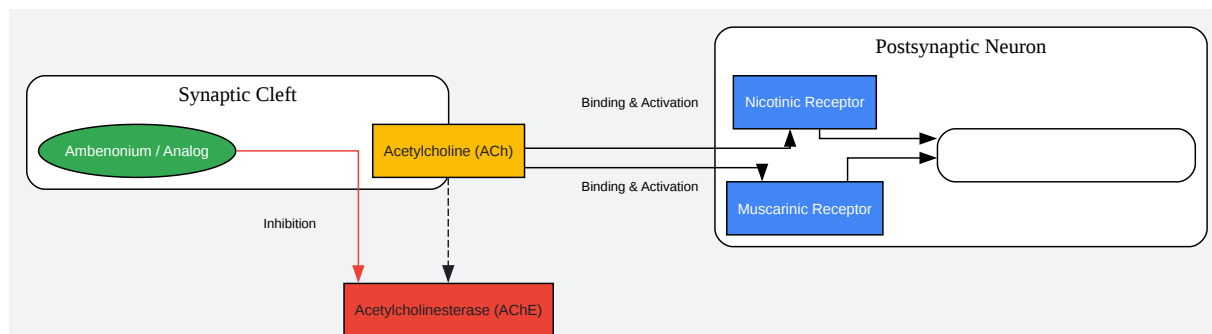 Postsynaptic Neuron
Synaptic Cleft
Binding & Activation
Nicotinic Receptor
Ambenonium / Analog
Acetylcholine (ACh)
Binding & Activation
Muscarinic Receptor
Inhibition
Acetylcholinesterase (AChE)